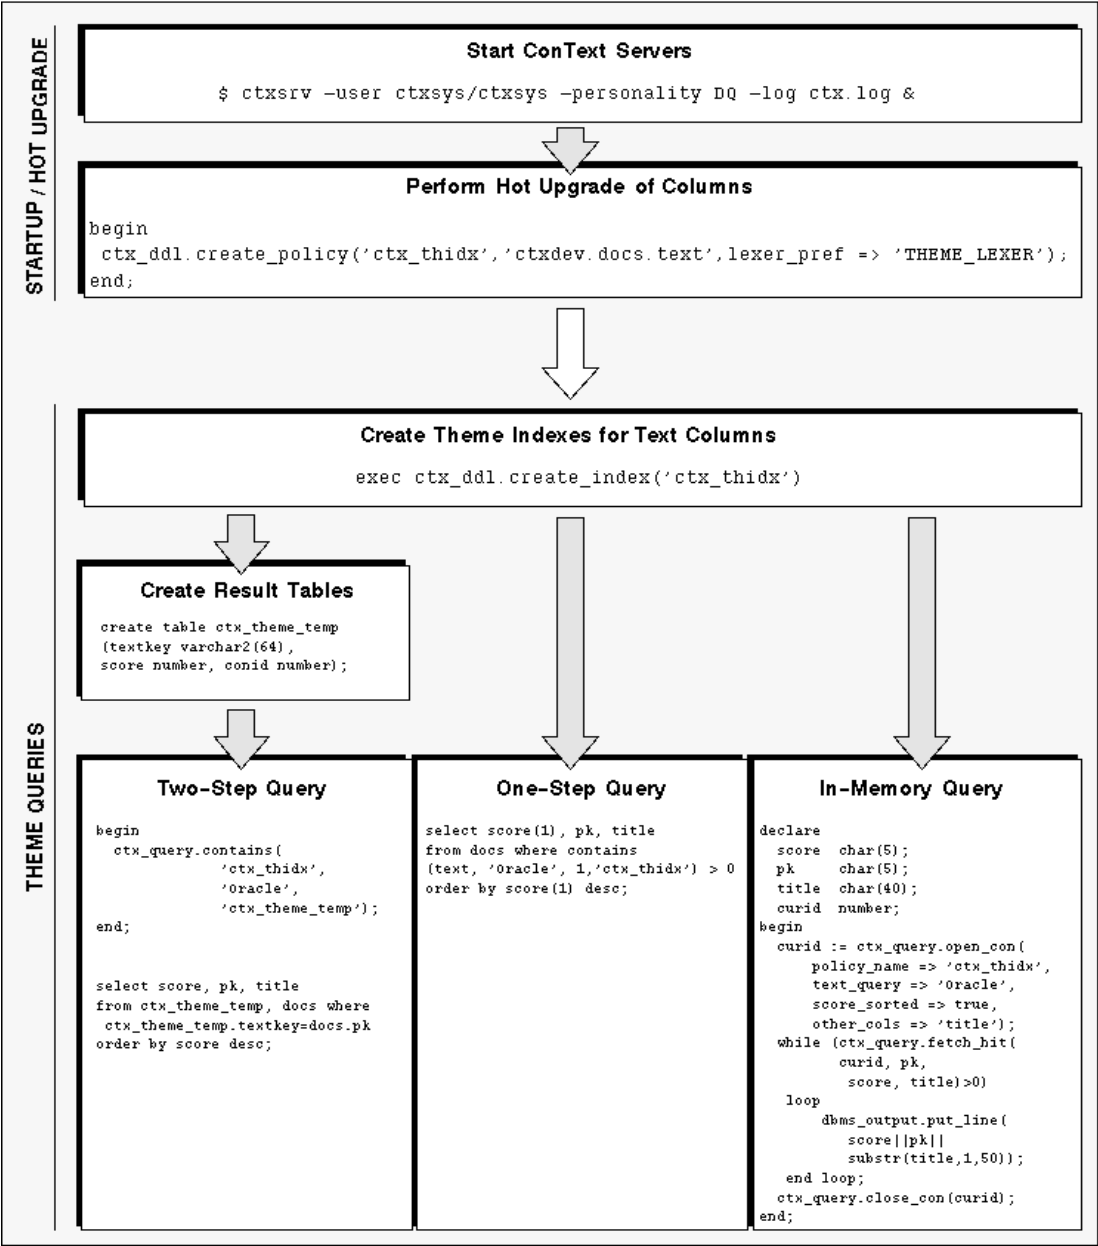 STARTUP / HOT UPGRADE
Start ConText Servers
$ ctxsrv –user ctxsys/ctxsys –personality DQ –log ctx.log &
Perform Hot Upgrade of Columns
begin
ctx_ddl.create_policy('ctx_thidx','ctxdev.docs.text',lexer_pref => 'THEME_LEXER');
end;
THEME QUERIES
Create Theme Indexes for Text Columns
exec ctx_ddl.create_index('ctx_thidx')
Create Result Tables
create table ctx_theme_temp
(textkey varchar2(64),
score number, conid number);
Two–Step Query
begin
ctx_query.contains(
'ctx_thidx',
'Oracle',
'ctx_theme_temp');
end;
select score, pk, title
from ctx_theme_temp, docs where
ctx_theme_temp.textkey=docs.pk
order by score desc;
One–Step Query
select score(1), pk, title
from docs where contains
(text, 'Oracle', 1,'ctx_thidx') > 0
order by score(1) desc;
In–Memory Query
declare
score char(5);
pk char(5);
title char(40);
curid number;
begin
curid := ctx_query.open_con(
policy_name => 'ctx_thidx',
text_query => 'Oracle',
score_sorted => true,
other_cols => 'title');
while (ctx_query.fetch_hit(
curid, pk,
score, title)>0)
loop
dbms_output.put_line(
score||pk||
substr(title,1,50));
end loop;
ctx_query.close_con(curid);
end;